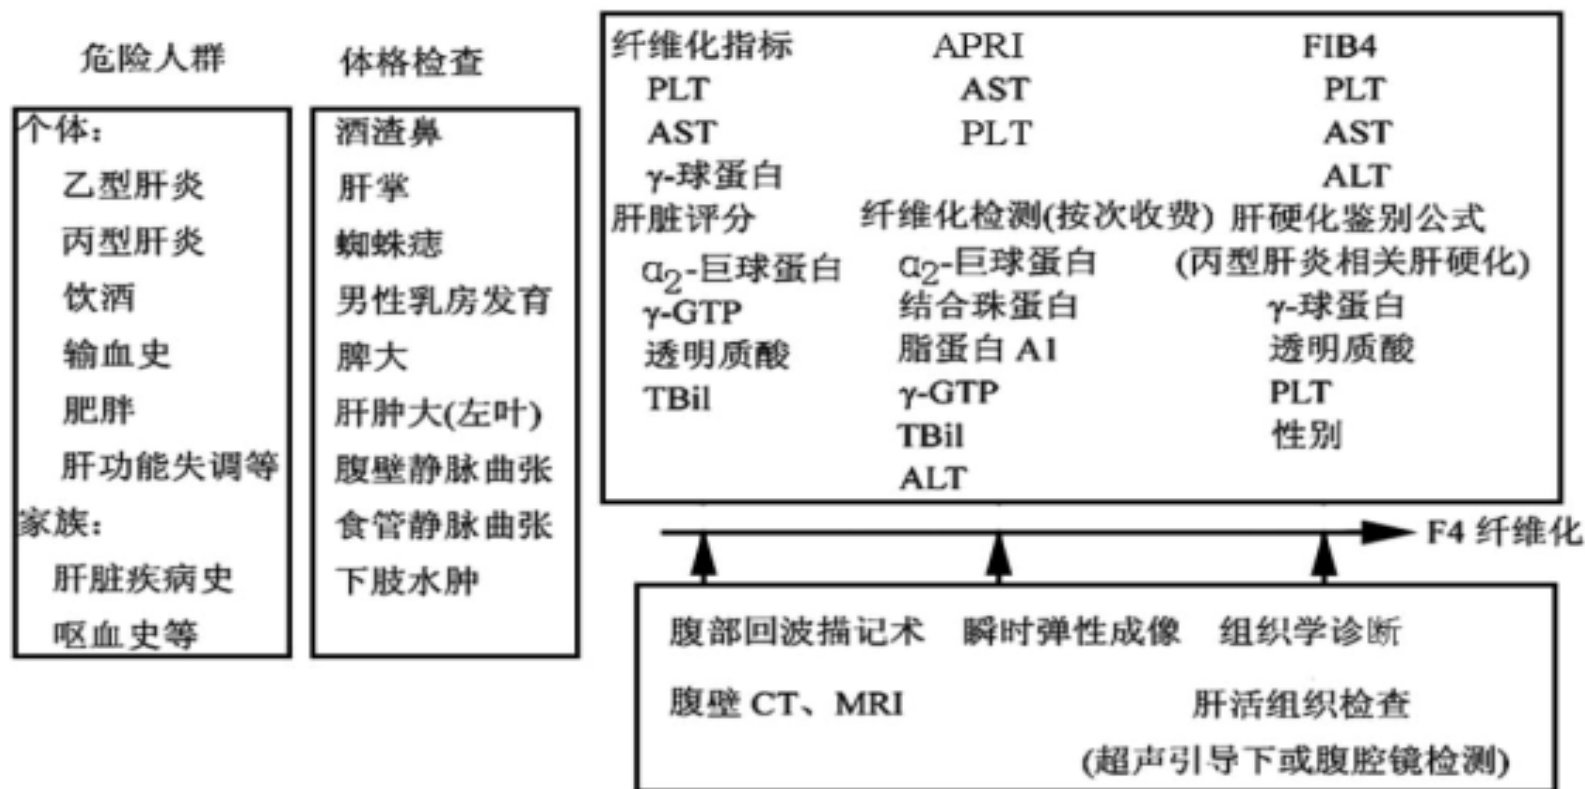 危险人群
个体：
乙型肝炎
丙型肝炎
饮酒
输血史
肥胖
肝功能失调等
家族：
肝脏疾病史
呕血史等
体格检查
酒渣鼻
肝掌
蜘蛛痣
男性乳房发育
脾大
肝肿大(左叶)
腹壁静脉曲张
食管静脉曲张
下肢水肿
纤维化指标
PLT
AST
γ-球蛋白
APRI
AST
PLT
FIB4
PLT
AST
ALT
肝脏评分
α2-巨球蛋白
γ-GTP
透明质酸
TBil
纤维化检测(按次收费)
α2-巨球蛋白
结合珠蛋白
脂蛋白 A1
γ-GTP
TBil
ALT
肝硬化鉴别公式
(丙型肝炎相关肝硬化)
γ-球蛋白
透明质酸
PLT
性别
F4 纤维化
腹部回波描记术
腹壁 CT、MRI
瞬时弹性成像
组织学诊断
肝活组织检查
(超声引导下或腹腔镜检测)